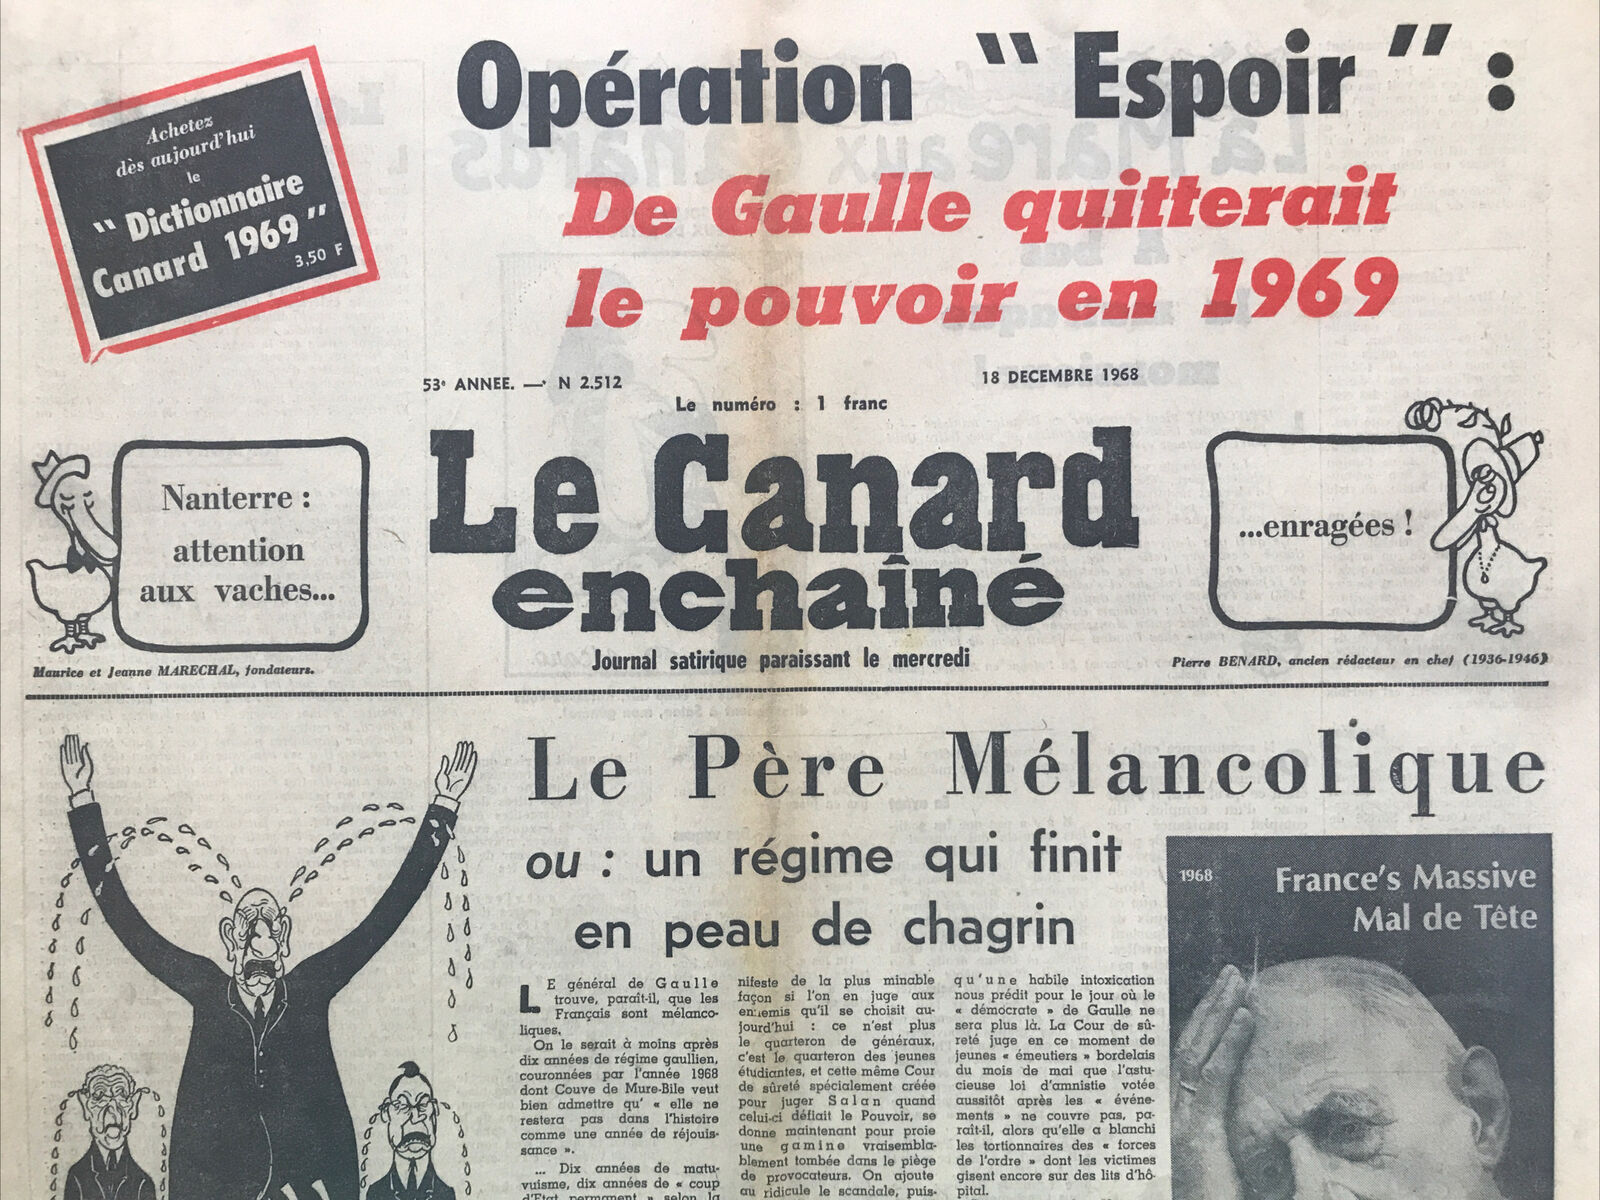 Achetez
dès aujourd'hui
le
" Dictionnaire
Canard 1969 "
3,50 F
Opération " Espoir " :
De Gaulle quitterait
le pouvoir en 1969
53e ANNEE. — N 2.512
18 DECEMBRE 1968
Le numéro : 1 franc
Nanterre :
attention
aux vaches...
Le Canard
enchaîné
...enragées !
Maurice et Jeanne MARECHAL, fondateurs.
Journal satirique paraissant le mercredi
Pierre BENARD, ancien rédacteur en chef (1936-1946)
Le Père Mélancolique
ou : un régime qui finit
en peau de chagrin
LE général de Gaulle
trouve, paraît-il, que les
Français sont mélanco-
liques.
On le serait à moins après
dix années de régime gaullien,
couronnées par l'année 1968
dont Couve de Mure-Bile veut
bien admettre qu' « elle ne
restera pas dans l'histoire
comme une année de réjouis-
sance ».
... Dix années de matu-
vuisme, dix années de « coup
d'Etat permanent » selon la
nifeste de la plus minable
façon si l'on en juge aux
ennemis qu'il se choisit au-
jourd'hui : ce n'est plus
le quarteron de généraux,
c'est le quarteron des jeunes
étudiantes, et cette même Cour
de sûreté spécialement créée
pour juger Salan quand
celui-ci défiait le Pouvoir, se
donne maintenant pour proie
une gamine vraisembla-
blement tombée dans le piège
de provocateurs. On ajoute
au ridicule le scandale, puis-
qu'une habile intoxication
nous prédit pour le jour où le
« démocrate » de Gaulle ne
sera plus là. La Cour de sû-
reté juge en ce moment de
jeunes « émeutiers » bordelais
du mois de mai que l'astu-
cieuse loi d'amnistie votée
aussitôt après les « événe-
ments » ne couvre pas, pa-
raît-il, alors qu'elle a blanchi
les tortionnaires des « forces
de l'ordre » dont les victimes
gisent encore sur des lits d'hô-
pital.
1968
France's Massive
Mal de Tête